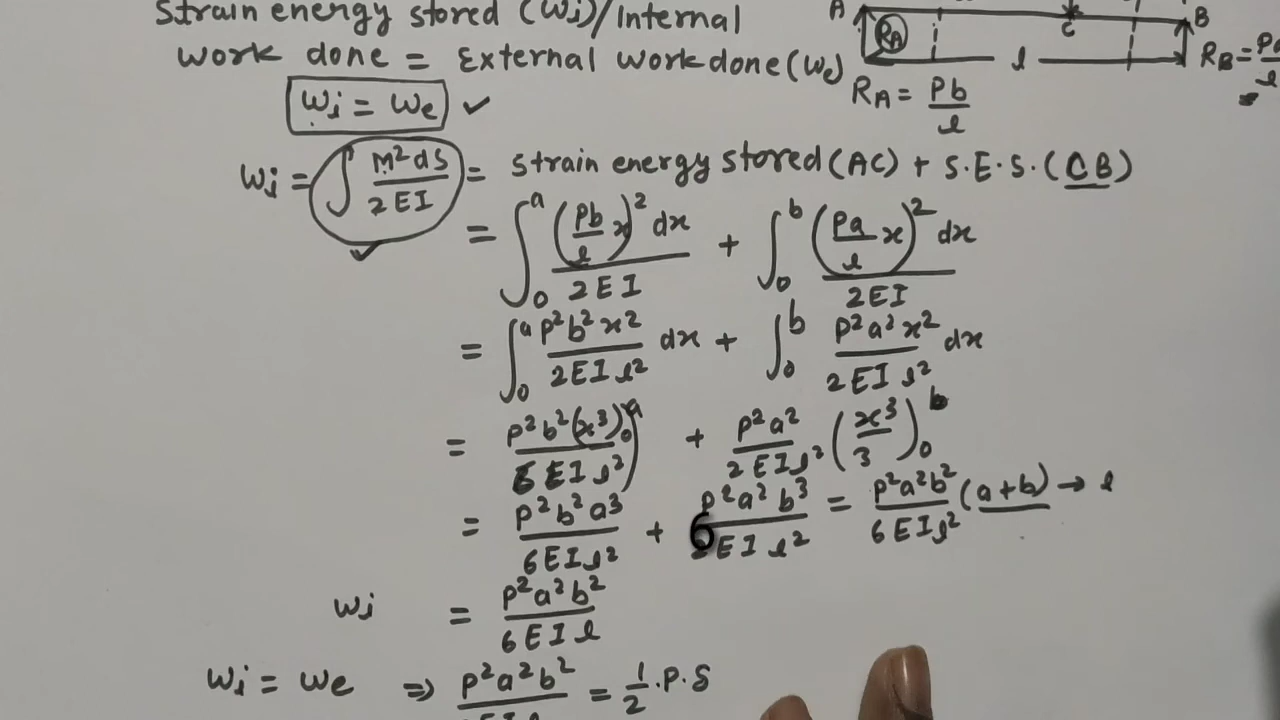 Strain energy stored (Wi)/Internal
work done = External workdone (We)
A C B
RA
l
RA = Pb/l
RB =
Wi = We ✓
Wi = ∫ M²ds/2EI = strain energy stored (AC) + S.E.S. (CB)
✓
= ∫₀ᵃ (Pb/l x)² dx/2EI + ∫₀ᵇ (Pa/l x)² dx/2EI
= ∫₀ᵃ P²b²x²/2EIl² dx + ∫₀ᵇ P²a²x²/2EIl² dx
= P²b²(x³)₀ᵃ/6EIl² + P²a²/2EIl² (x³/3)₀ᵇ
= P²b²a³/6EIl² + P²a²b³/6EIl² = P²a²b²/6EIl² (a+b) → l
Wi = P²a²b²/6EIl
Wi = We ⇒ P²a²b² = 1/2 .P.δ